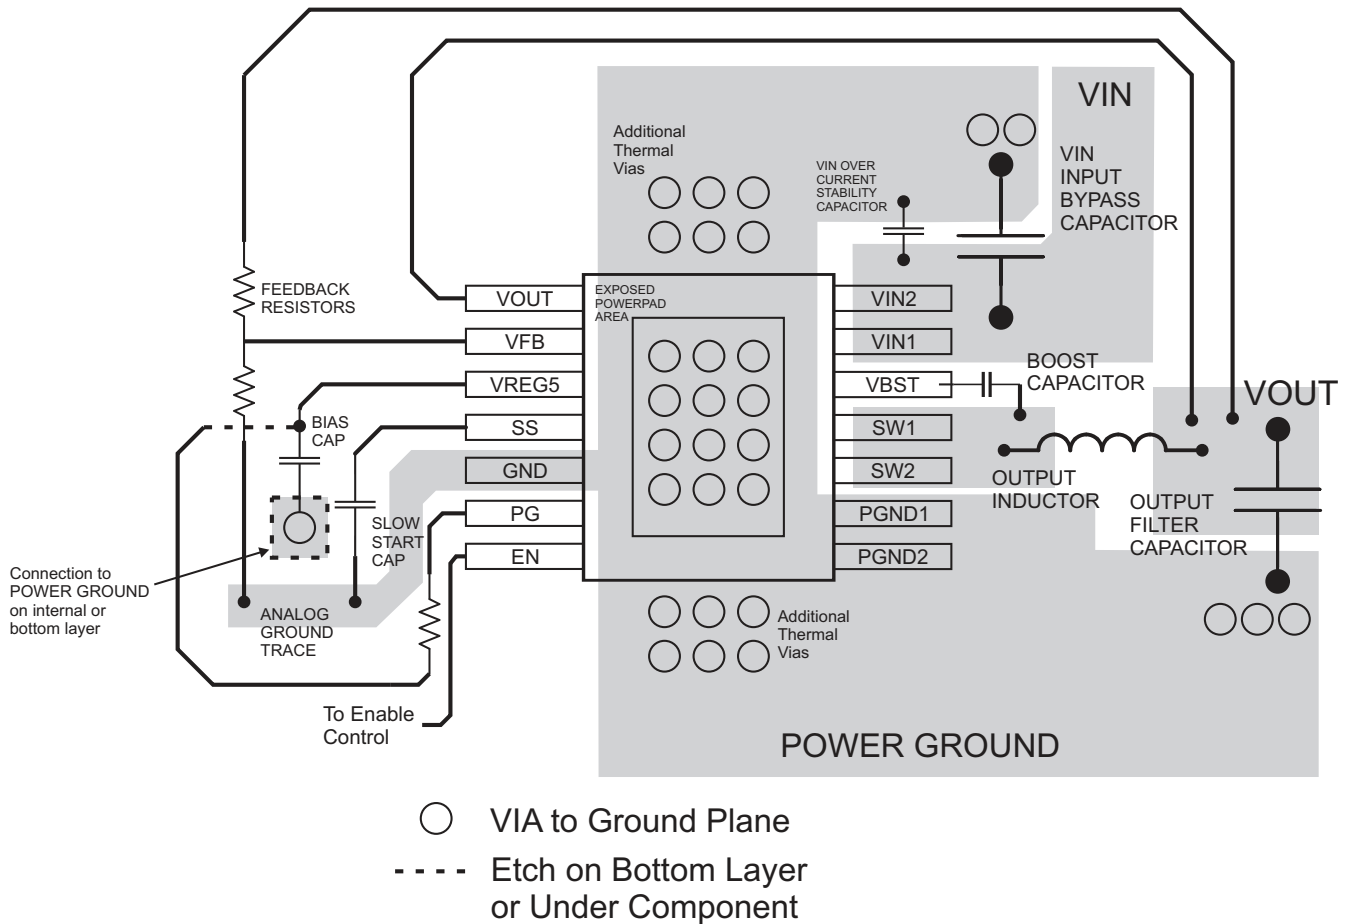 VIN
Additional
Thermal
Vias
VIN OVER
CURRENT
STABILITY
CAPACITOR
VIN
INPUT
BYPASS
CAPACITOR
FEEDBACK
RESISTORS
VOUT
VFB
VREG5
SS
GND
PG
EN
EXPOSED
POWERPAD
AREA
VIN2
VIN1
VBST
SW1
SW2
PGND1
PGND2
BOOST
CAPACITOR
VOUT
BIAS
CAP
OUTPUT
INDUCTOR
OUTPUT
FILTER
CAPACITOR
SLOW
START
CAP
Connection to
POWER GROUND
on internal or
bottom layer
ANALOG
GROUND
TRACE
Additional
Thermal
Vias
To Enable
Control
POWER GROUND
VIA to Ground Plane
Etch on Bottom Layer
or Under Component